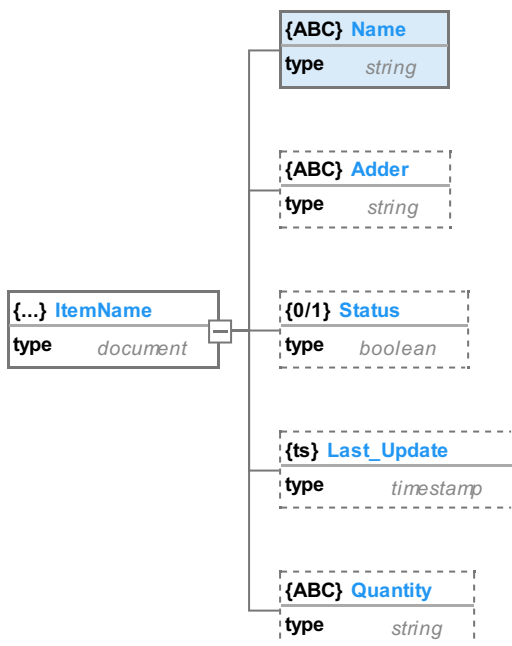 {ABC} Name
type string
{ABC} Adder
type string
{...} ItemName
type document
{0/1} Status
type boolean
{ts} Last_Update
type timestamp
{ABC} Quantity
type string